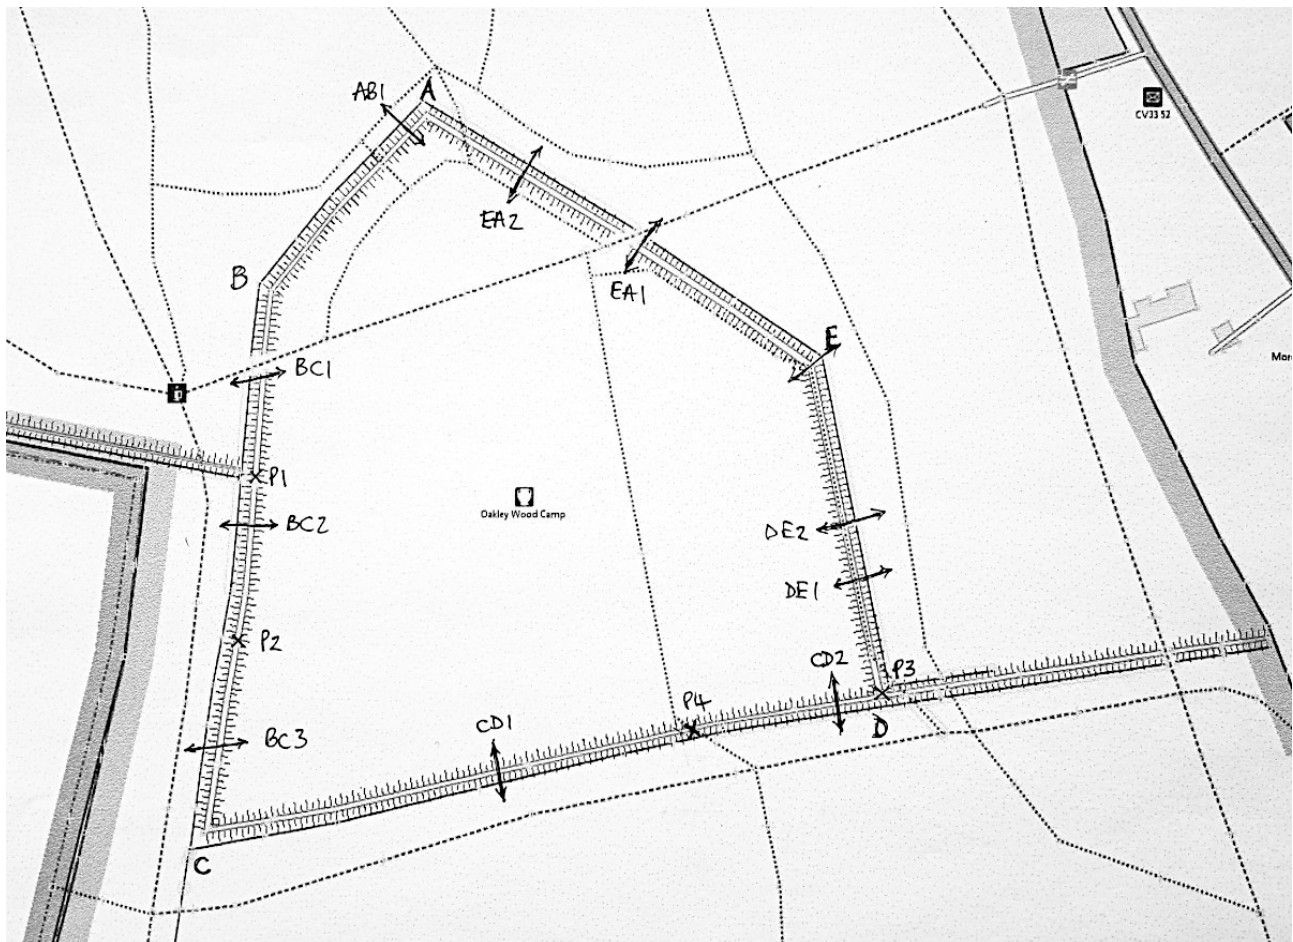 AB1
A
CV33 52
EA2
B
EA1
E
BC1
P1
Oakley Wood Camp
BC2
DE2
DE1
P2
CD2
P3
P4
CD1
D
BC3
C